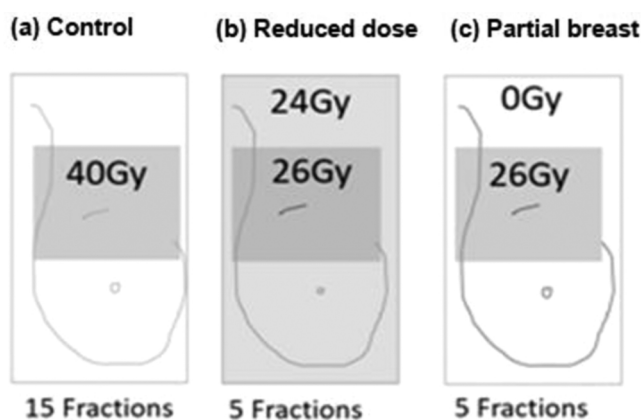 (a) Control (b) Reduced dose (c) Partial breast
24Gy 0Gy
40Gy 26Gy 26Gy
15 Fractions 5 Fractions 5 Fractions